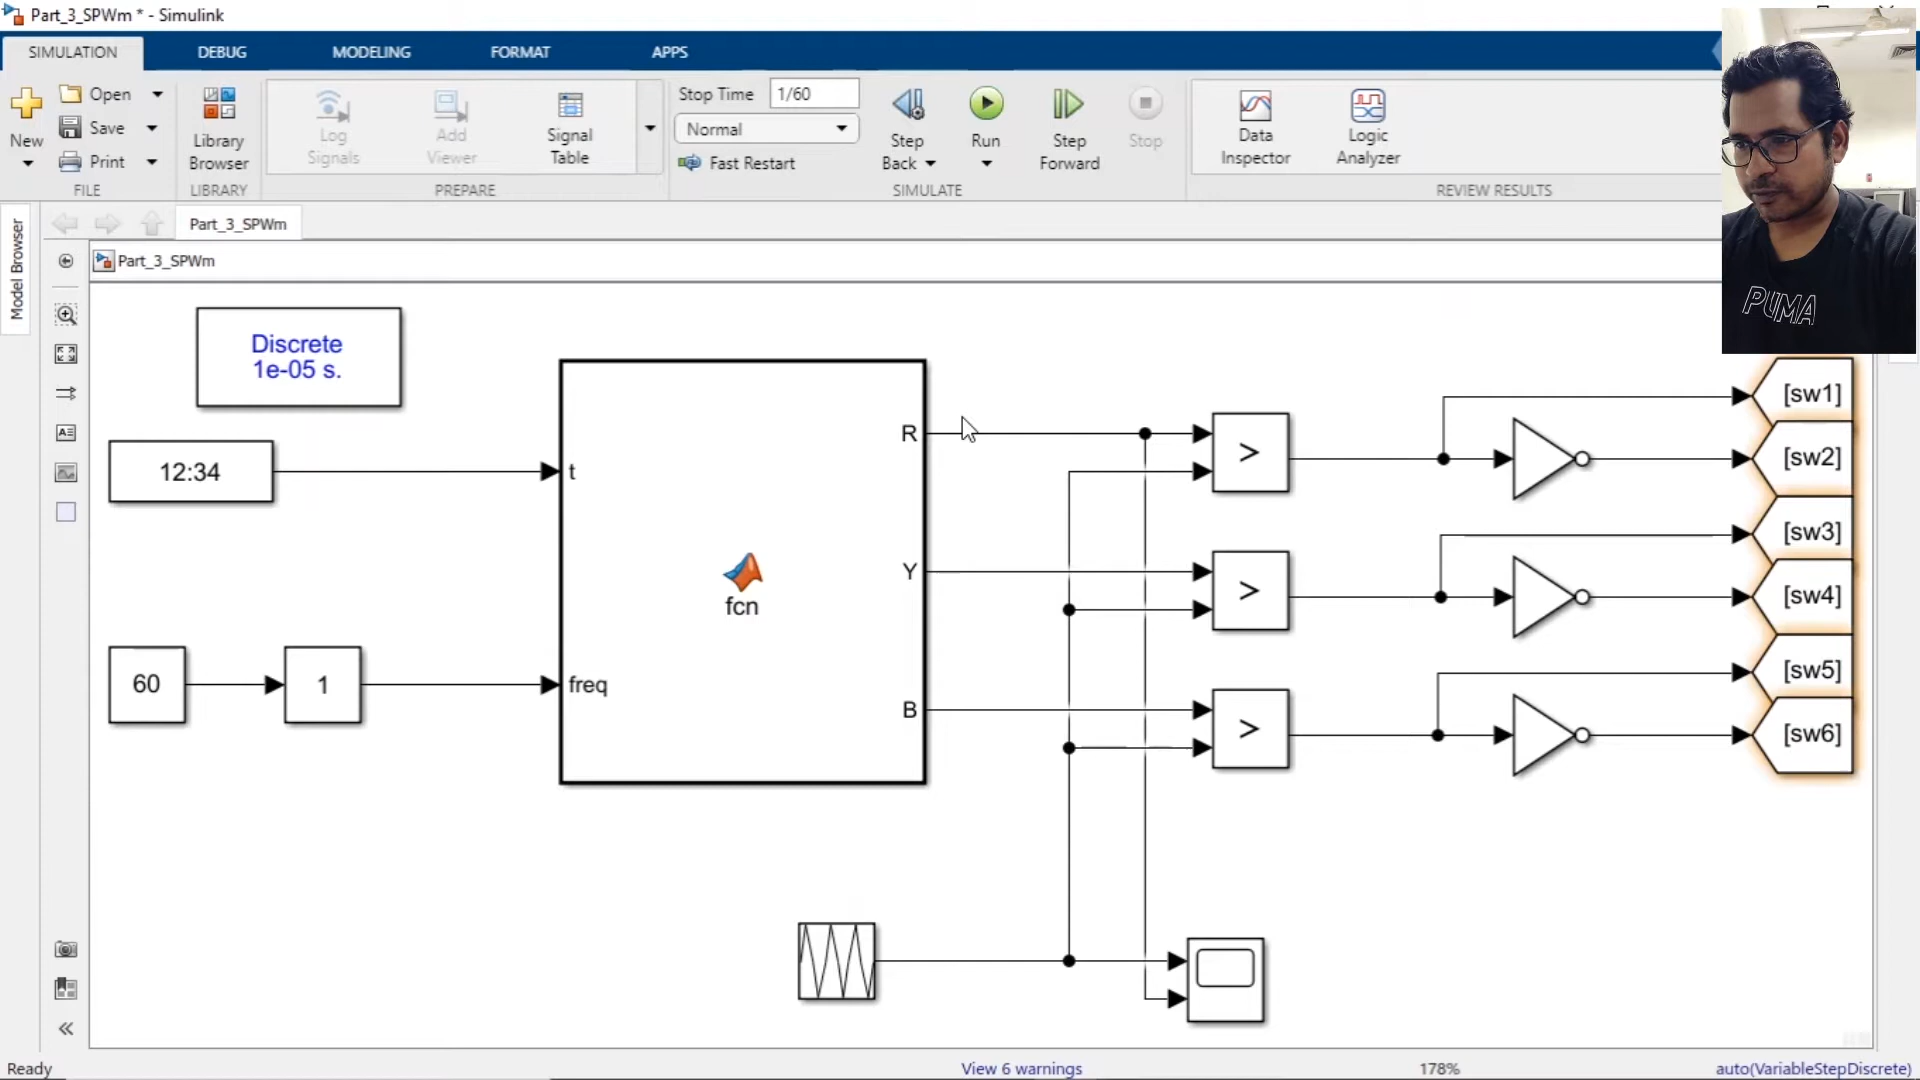 Part_3_SPWm * - Simulink
SIMULATION
DEBUG
MODELING
FORMAT
APPS
New
Open
Save
Print
FILE
Library
Browser
LIBRARY
Log
Signals
Add
Viewer
Signal
Table
PREPARE
Stop Time
1/60
Normal
Fast Restart
Step
Back
Run
Step
Forward
Stop
SIMULATE
Data
Inspector
Logic
Analyzer
REVIEW RESULTS
PUMA
Model Browser
Part_3_SPWm
Part_3_SPWm
Discrete
1e-05 s.
12:34
60
1
t
freq
fcn
R
Y
B
>
>
>
[sw1]
[sw2]
[sw3]
[sw4]
[sw5]
[sw6]
Ready
View 6 warnings
178%
auto(VariableStepDiscrete)